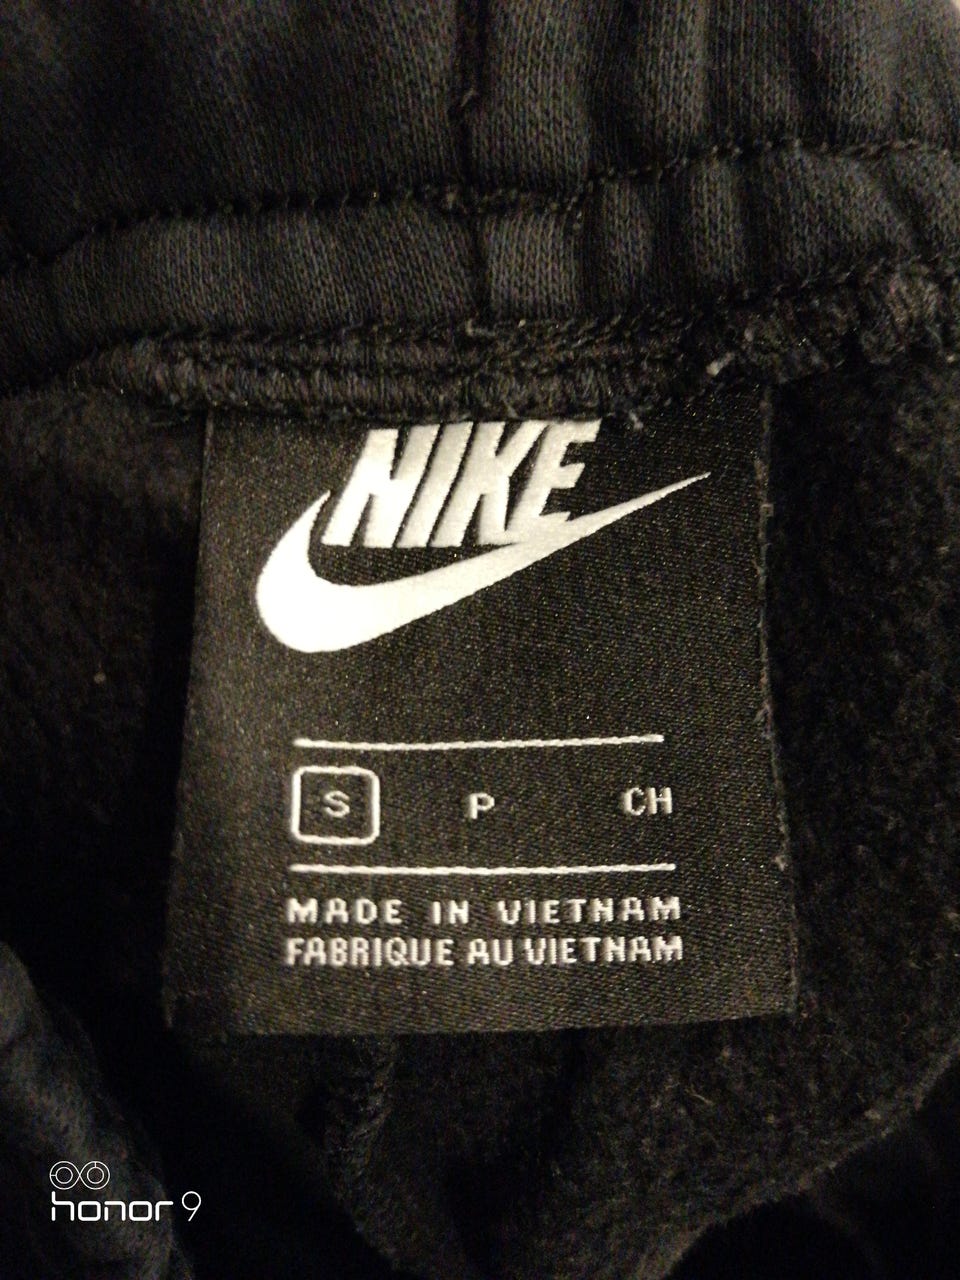 NIKE
S P CH
MADE IN VIETNAM
FABRIQUE AU VIETNAM
honor 9